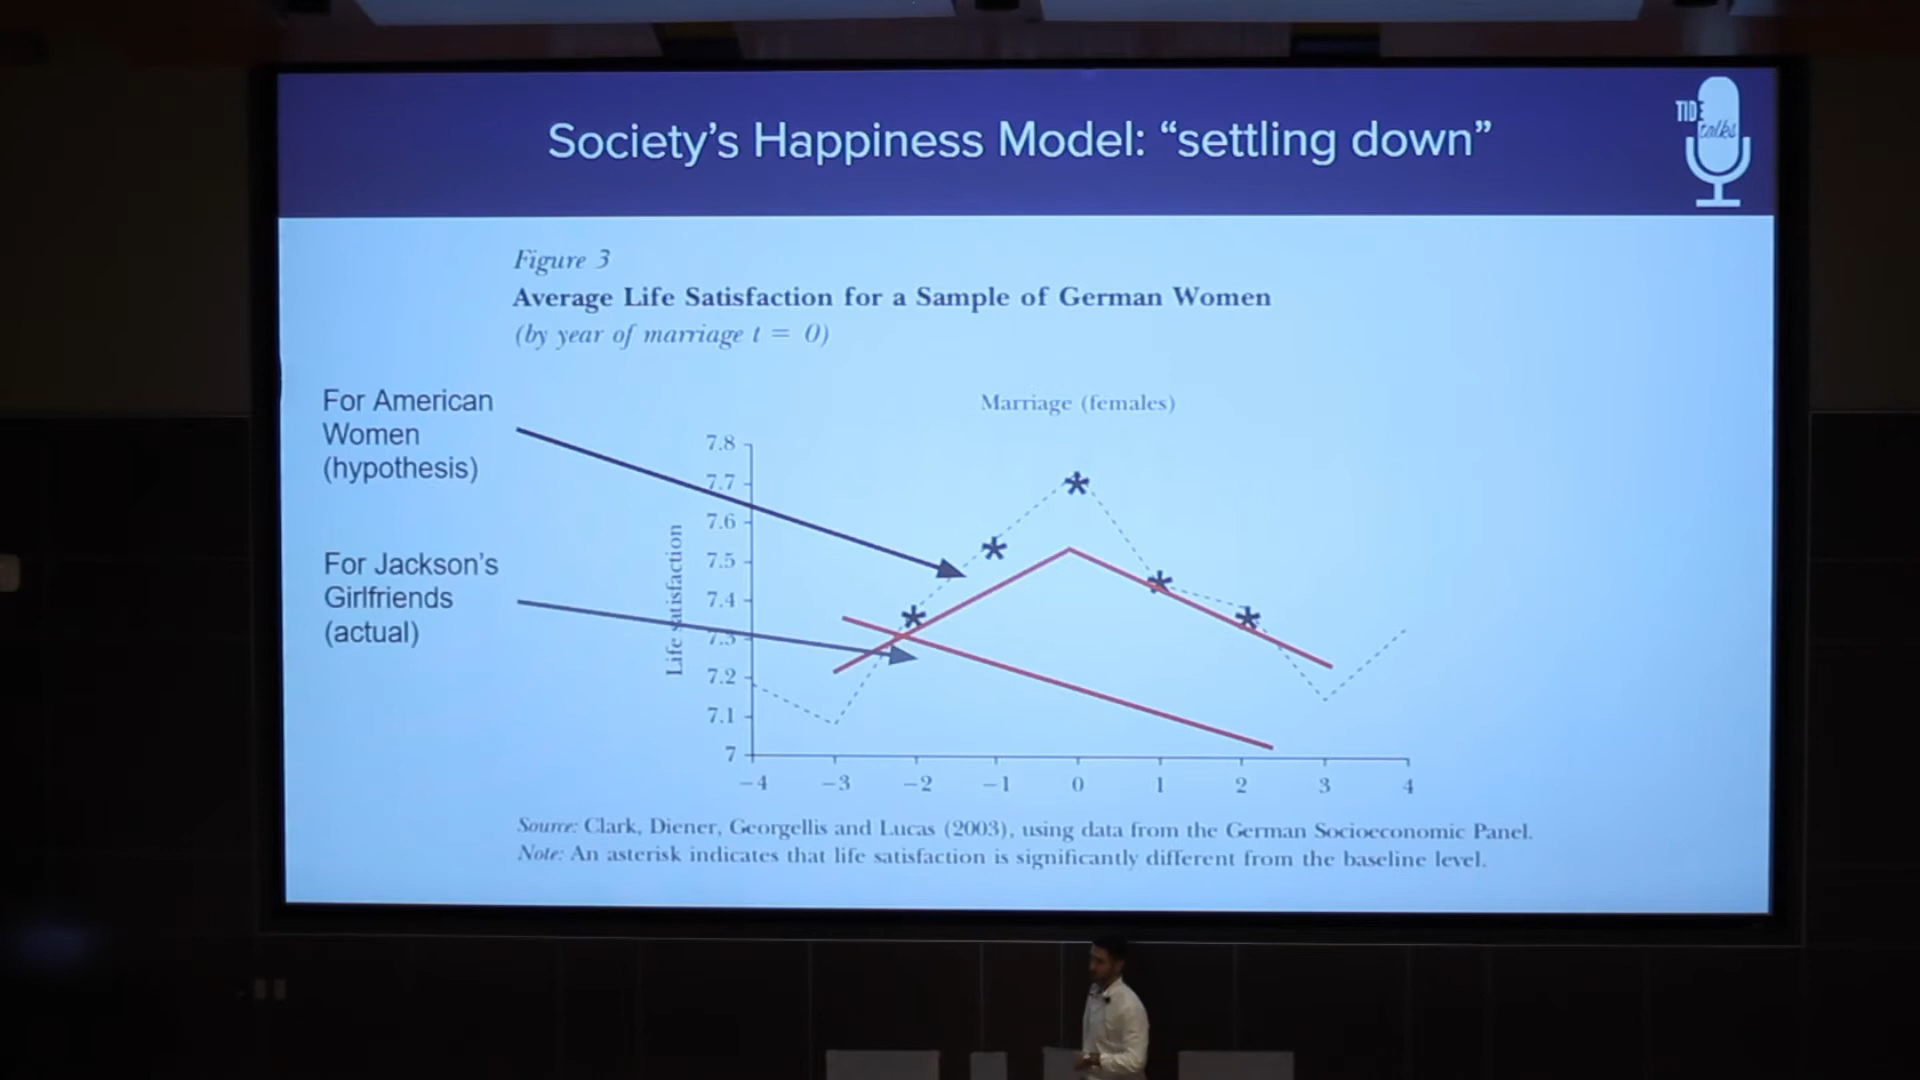 Society's Happiness Model: “settling down”
TIDE
talks
Figure 3
Average Life Satisfaction for a Sample of German Women
(by year of marriage t = 0)
For American
Women
(hypothesis)
For Jackson's
Girlfriends
(actual)
Marriage (females)
Life satisfaction
7.8
7.7
7.6
7.5
7.4
7.3
7.2
7.1
7
−4 −3 −2 −1 0 1 2 3 4
Source: Clark, Diener, Georgellis and Lucas (2003), using data from the German Socioeconomic Panel.
Note: An asterisk indicates that life satisfaction is significantly different from the baseline level.